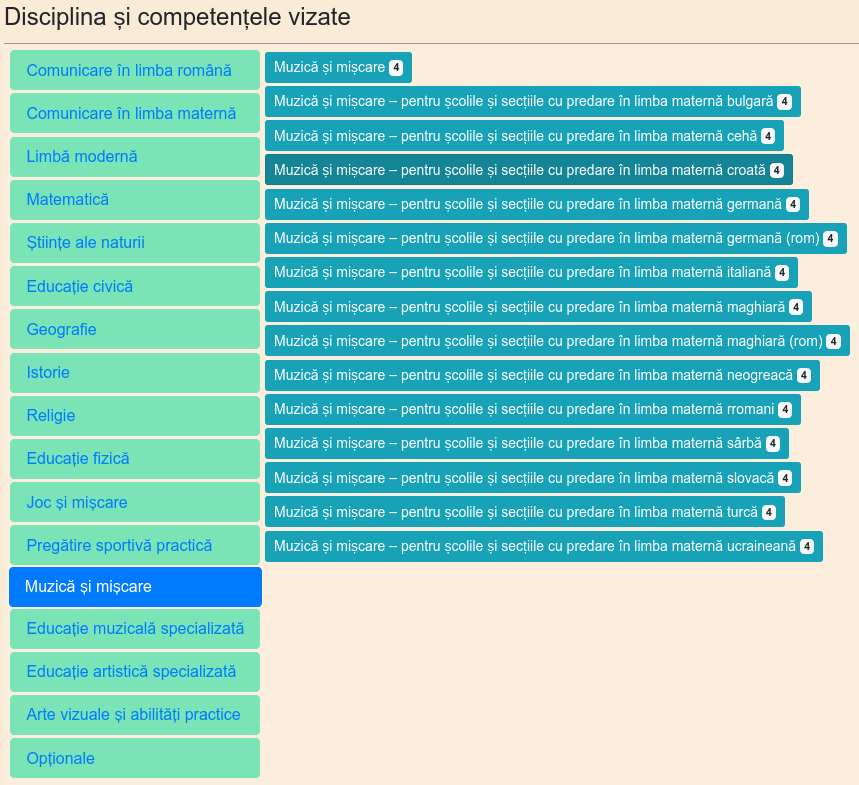 Disciplina și competențele vizate
Comunicare în limba română
Comunicare în limba maternă
Limbă modernă
Matematică
Științe ale naturii
Educație civică
Geografie
Istorie
Religie
Educație fizică
Joc și mișcare
Pregătire sportivă practică
Muzică și mișcare
Educație muzicală specializată
Educație artistică specializată
Arte vizuale și abilități practice
Opționale
Muzică și mișcare 4
Muzică și mișcare – pentru școlile și secțiile cu predare în limba maternă bulgară 4
Muzică și mișcare – pentru școlile și secțiile cu predare în limba maternă cehă 4
Muzică și mișcare – pentru școlile și secțiile cu predare în limba maternă croată 4
Muzică și mișcare – pentru școlile și secțiile cu predare în limba maternă germană 4
Muzică și mișcare – pentru școlile și secțiile cu predare în limba maternă germană (rom) 4
Muzică și mișcare – pentru școlile și secțiile cu predare în limba maternă italiană 4
Muzică și mișcare – pentru școlile și secțiile cu predare în limba maternă maghiară 4
Muzică și mișcare – pentru școlile și secțiile cu predare în limba maternă maghiară (rom) 4
Muzică și mișcare – pentru școlile și secțiile cu predare în limba maternă neogreacă 4
Muzică și mișcare – pentru școlile și secțiile cu predare în limba maternă rromani 4
Muzică și mișcare – pentru școlile și secțiile cu predare în limba maternă sârbă 4
Muzică și mișcare – pentru școlile și secțiile cu predare în limba maternă slovacă 4
Muzică și mișcare – pentru școlile și secțiile cu predare în limba maternă turcă 4
Muzică și mișcare – pentru școlile și secțiile cu predare în limba maternă ucraineană 4